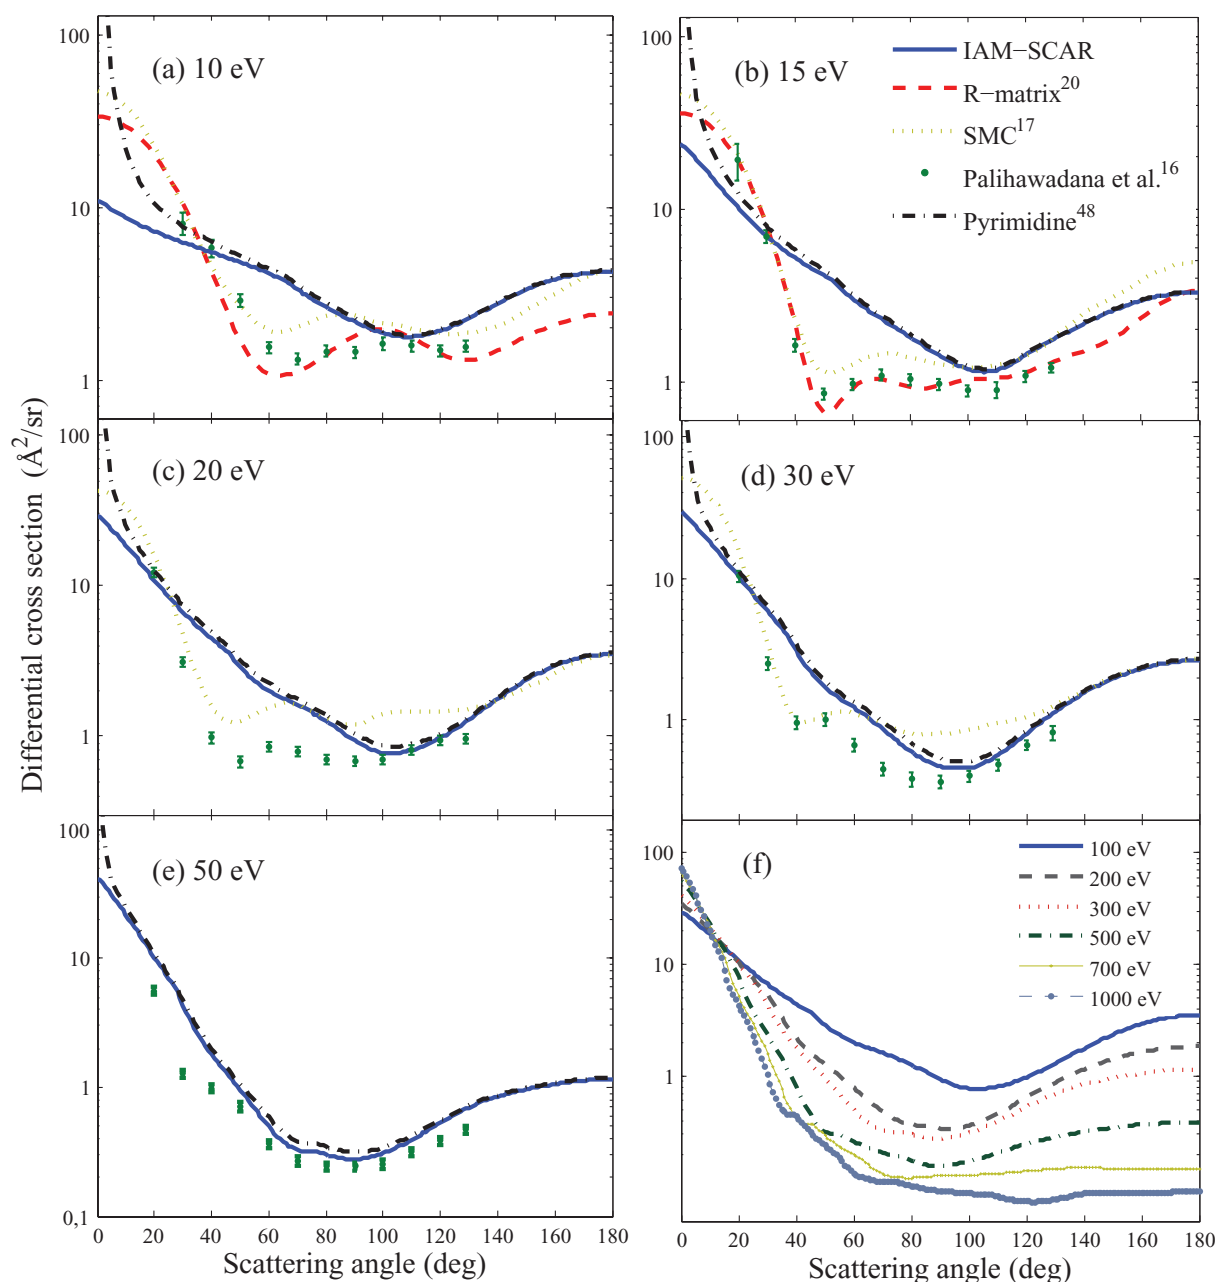 Differential cross section (Å²/sr)
(a) 10 eV
100
10
1
(b) 15 eV
100
10
1
IAM−SCAR
R−matrix²⁰
SMC¹⁷
Palihawadana et al.¹⁶
Pyrimidine⁴⁸
(c) 20 eV
100
10
1
(d) 30 eV
100
10
1
(e) 50 eV
100
10
1
0,1
0 20 40 60 80 100 120 140 160 180
Scattering angle (deg)
(f)
100
10
1
100 eV
200 eV
300 eV
500 eV
700 eV
1000 eV
0 20 40 60 80 100 120 140 160 180
Scattering angle (deg)